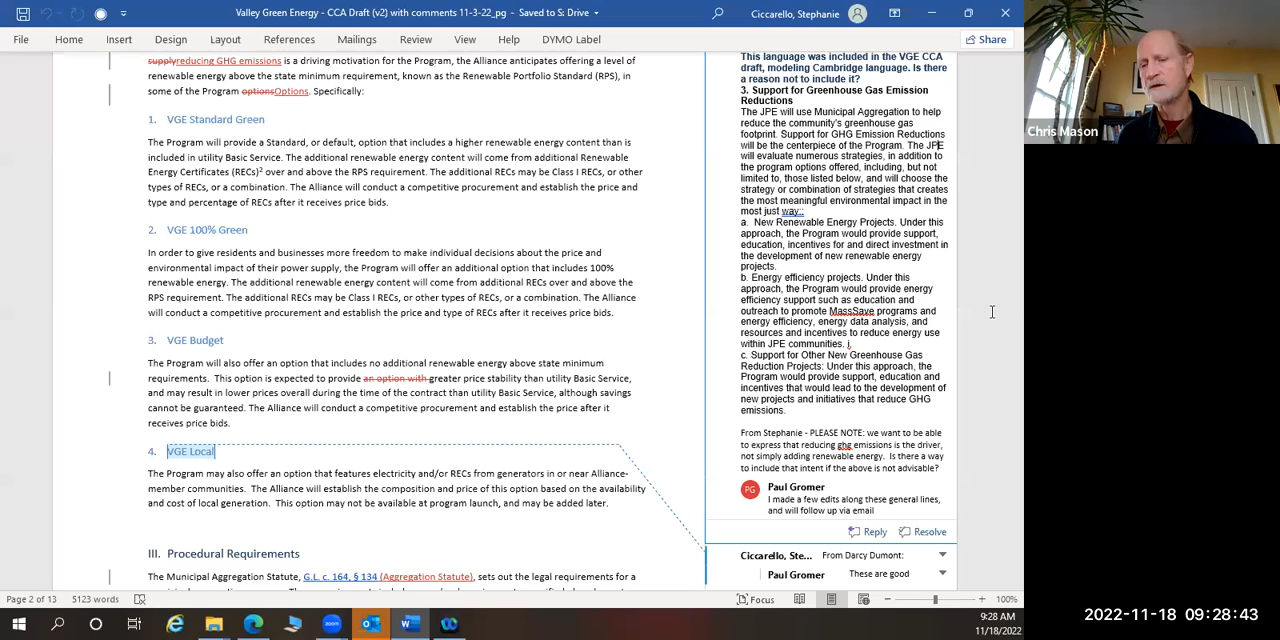 Valley Green Energy - CCA Draft (v2) with comments 11-3-22_pg - Saved to S: Drive
Ciccarello, Stephanie
File Home Insert Design Layout References Mailings Review View Help DYMO Label
Share
supplyreducing GHG emissions is a driving motivation for the Program, the Alliance anticipates offering a level of
renewable energy above the state minimum requirement, known as the Renewable Portfolio Standard (RPS), in
some of the Program optionsOptions. Specifically:
1. VGE Standard Green
The Program will provide a Standard, or default, option that includes a higher renewable energy content than is
included in utility Basic Service. The additional renewable energy content will come from additional Renewable
Energy Certificates (RECs)2 over and above the RPS requirement. The additional RECs may be Class I RECs, or other
types of RECs, or a combination. The Alliance will conduct a competitive procurement and establish the price and
type and percentage of RECs after it receives price bids.
2. VGE 100% Green
In order to give residents and businesses more freedom to make individual decisions about the price and
environmental impact of their power supply, the Program will offer an additional option that includes 100%
renewable energy. The additional renewable energy content will come from additional RECs over and above the
RPS requirement. The additional RECs may be Class I RECs, or other types of RECs, or a combination. The Alliance
will conduct a competitive procurement and establish the price and type of RECs after it receives price bids.
3. VGE Budget
The Program will also offer an option that includes no additional renewable energy above state minimum
requirements. This option is expected to provide an option with greater price stability than utility Basic Service,
and may result in lower prices overall during the time of the contract than utility Basic Service, although savings
cannot be guaranteed. The Alliance will conduct a competitive procurement and establish the price after it
receives price bids.
4. VGE Local
The Program may also offer an option that features electricity and/or RECs from generators in or near Alliance-
member communities. The Alliance will establish the composition and price of this option based on the availability
and cost of local generation. This option may not be available at program launch, and may be added later.
III. Procedural Requirements
The Municipal Aggregation Statute, G.L. c. 164, § 134 (Aggregation Statute), sets out the legal requirements for a
This language was included in the VGE CCA
draft, modeling Cambridge language. Is there
a reason not to include it?
3. Support for Greenhouse Gas Emission
Reductions
The JPE will use Municipal Aggregation to help
reduce the community's greenhouse gas
footprint. Support for GHG Emission Reductions
will be the centerpiece of the Program. The JPE
will evaluate numerous strategies, in addition to
the program options offered, including, but not
limited to, those listed below, and will choose the
strategy or combination of strategies that creates
the most meaningful environmental impact in the
most just way::
a. New Renewable Energy Projects. Under this
approach, the Program would provide support,
education, incentives for and direct investment in
the development of new renewable energy
projects.
b. Energy efficiency projects. Under this
approach, the Program would provide energy
efficiency support such as education and
outreach to promote MassSave programs and
energy efficiency, energy data analysis, and
resources and incentives to reduce energy use
within JPE communities. i.
c. Support for Other New Greenhouse Gas
Reduction Projects: Under this approach, the
Program would provide support, education and
incentives that would lead to the development of
new projects and initiatives that reduce GHG
emissions.
From Stephanie - PLEASE NOTE: we want to be able
to express that reducing ghg emissions is the driver,
not simply adding renewable energy. Is there a way
to include that intent if the above is not advisable?
PG Paul Gromer
I made a few edits along these general lines,
and will follow up via email
Reply Resolve
Ciccarello, Ste... From Darcy Dumont:
Paul Gromer These are good
Page 2 of 13 5123 words
Focus
100%
9:28 AM
11/18/2022
zoom
Chris Mason
2022-11-18 09:28:43